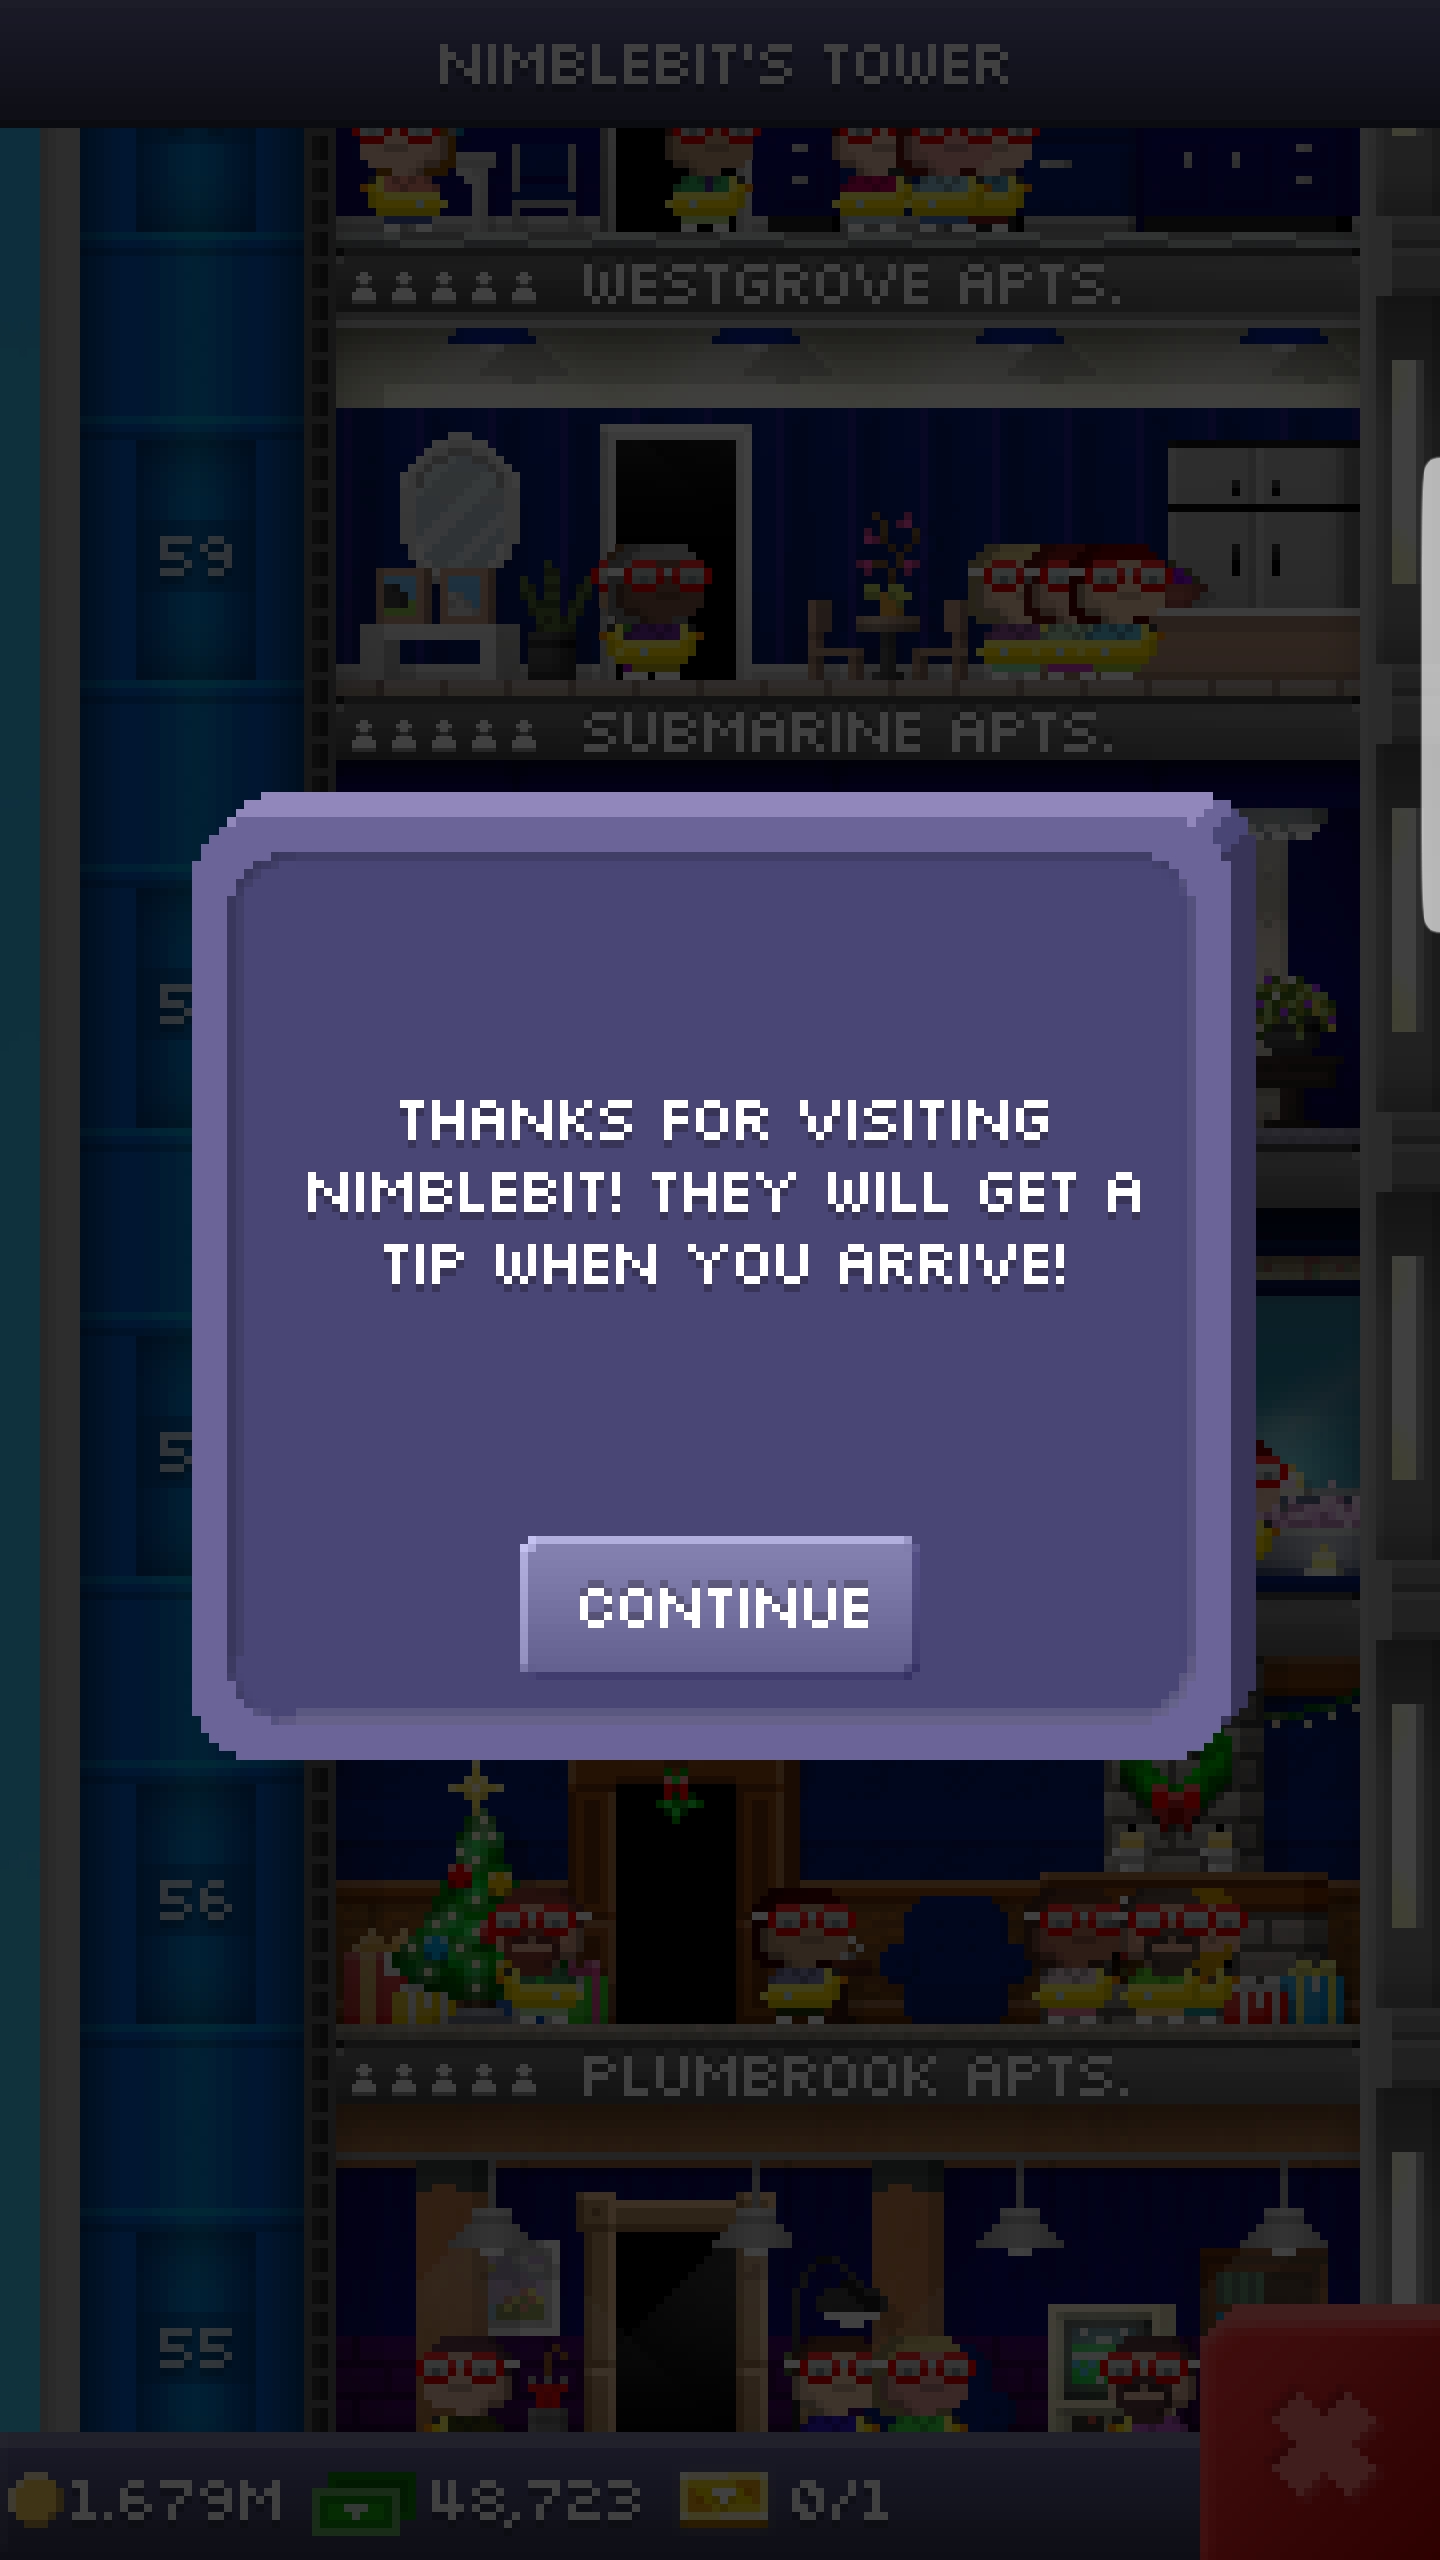 NIMBLEBIT'S TOWER
WESTGROVE APTS.
59
SUBMARINE APTS.
THANKS FOR VISITING
NIMBLEBIT! THEY WILL GET A
TIP WHEN YOU ARRIVE!
CONTINUE
56
PLUMBROOK APTS.
55
1.679M 48,723 0/1